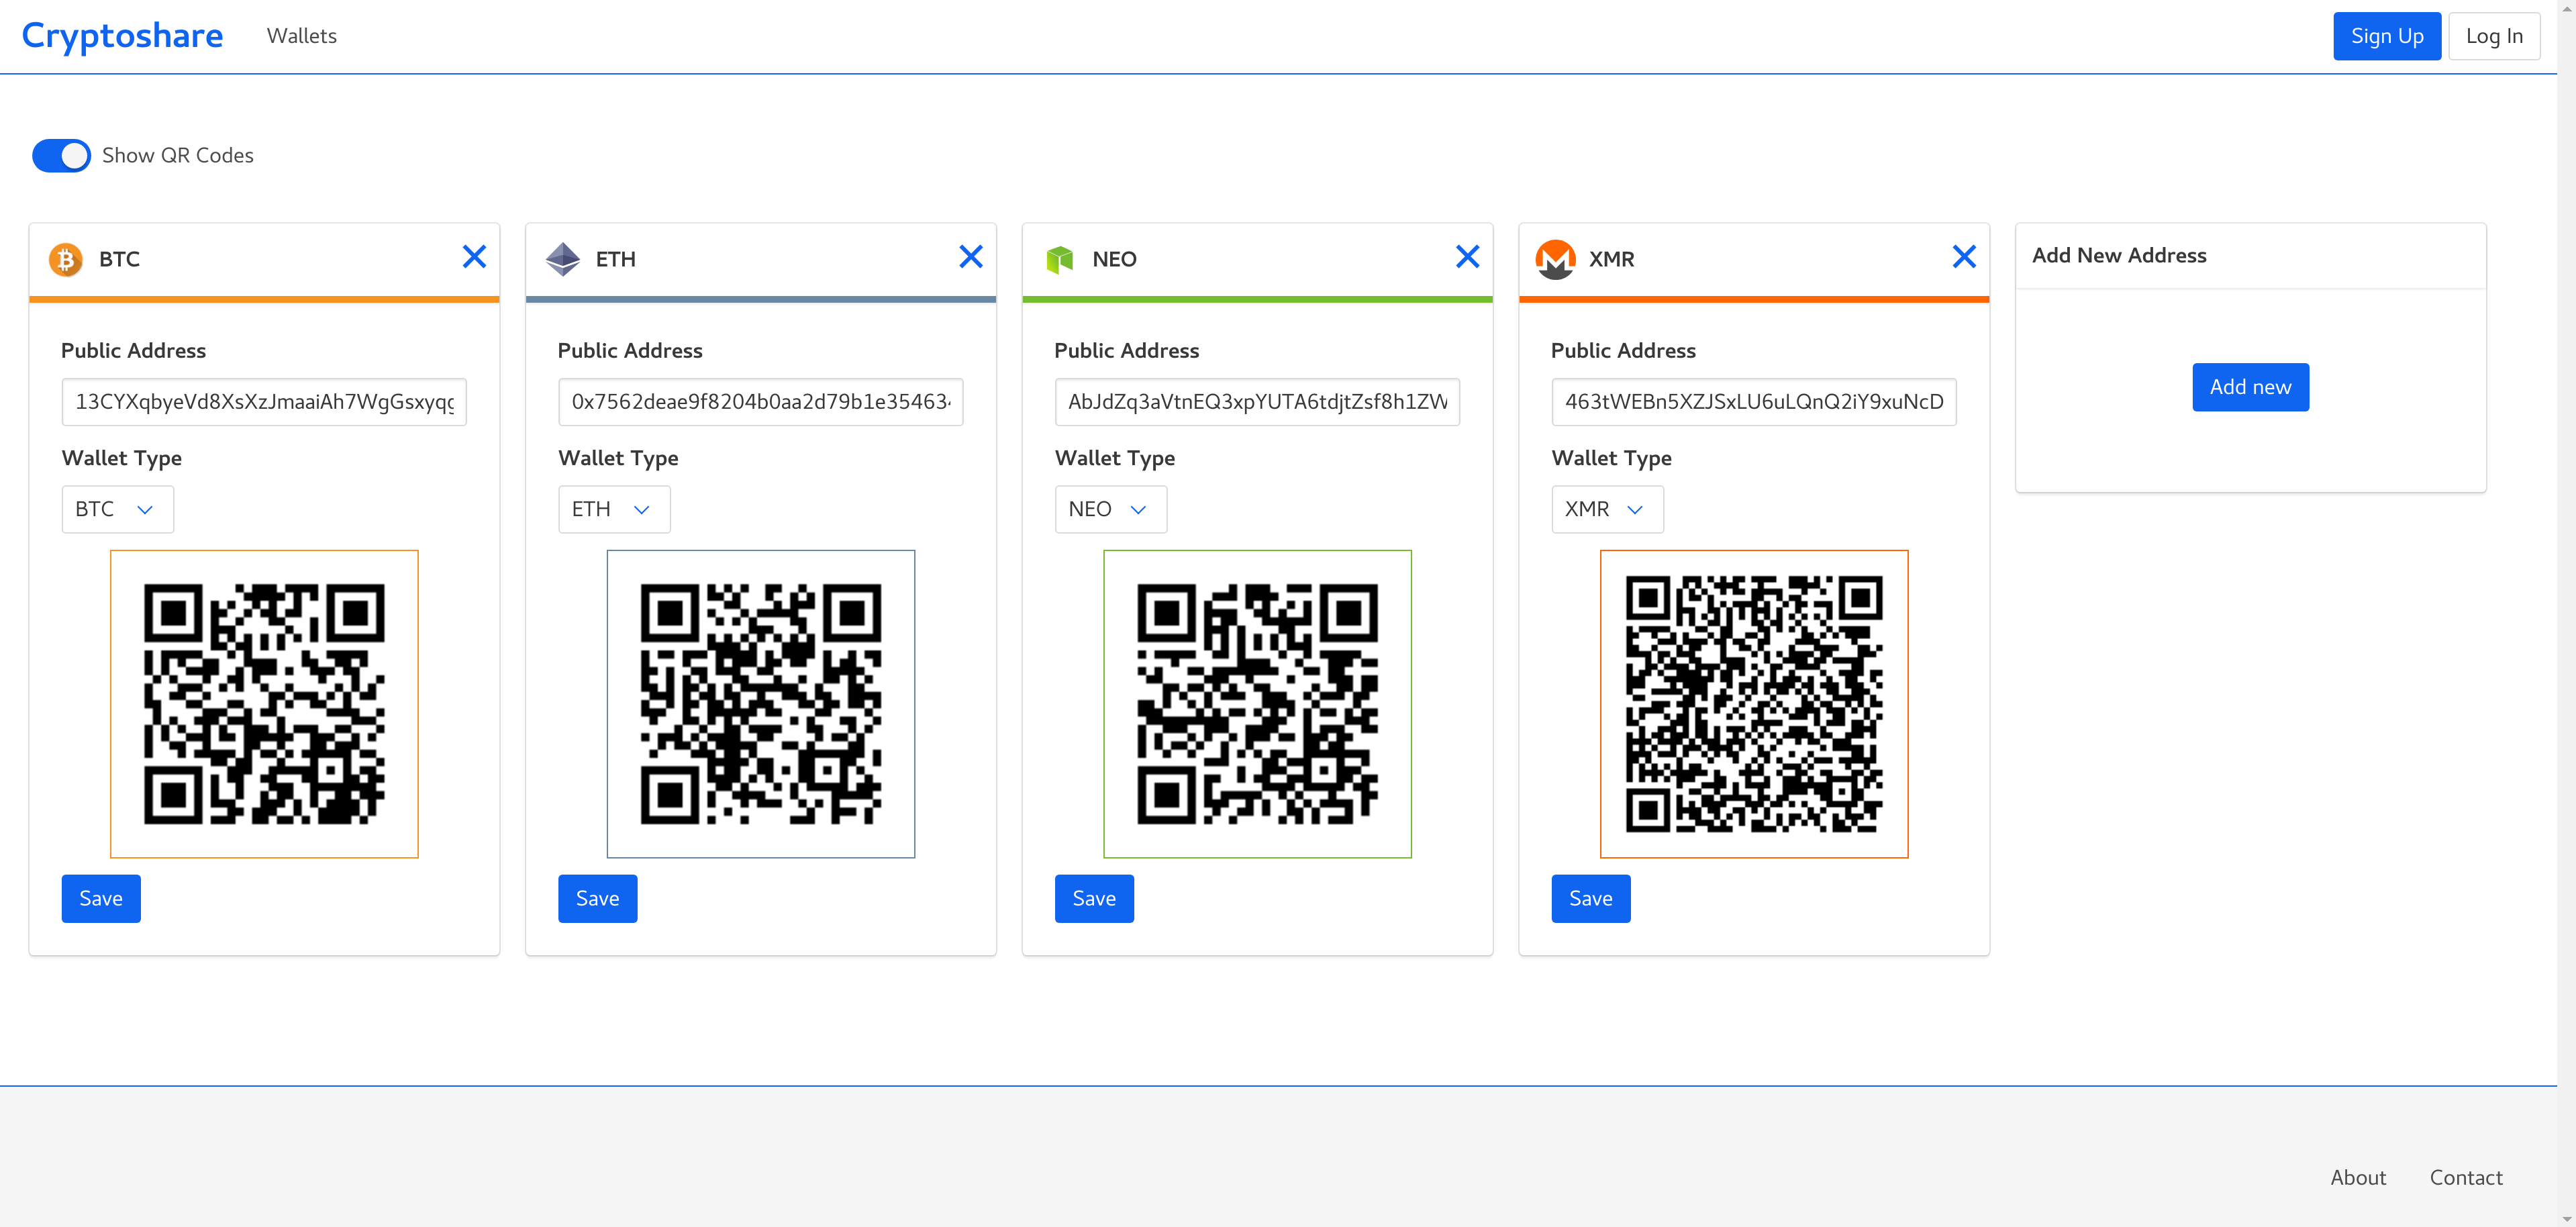 Cryptoshare Wallets Sign Up Log In
Show QR Codes
BTC
Public Address
13CYXqbyeVd8XsXzJmaaiAh7WgGsxyqg
Wallet Type
BTC
Save
ETH
Public Address
0x7562deae9f8204b0aa2d79b1e354634
Wallet Type
ETH
Save
NEO
Public Address
AbJdZq3aVtnEQ3xpYUTA6tdjtZsf8h1ZW
Wallet Type
NEO
Save
XMR
Public Address
463tWEBn5XZJSxLU6uLQnQ2iY9xuNcD
Wallet Type
XMR
Save
Add New Address
Add new
About Contact